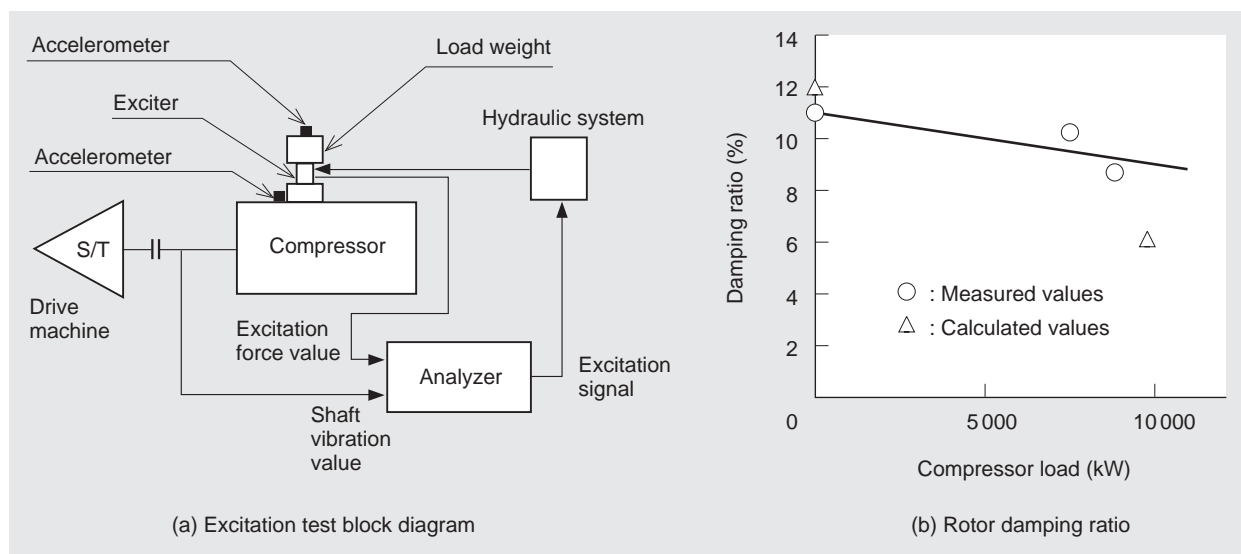 Accelerometer
Load weight
Exciter
Hydraulic system
Accelerometer
Compressor
S/T
Drive
machine
Excitation
force value
Analyzer
Excitation
signal
Shaft
vibration
value
(a) Excitation test block diagram
14
12
10
8
6
4
2
0
5 000
10 000
Damping ratio (%)
: Measured values
: Calculated values
Compressor load (kW)
(b) Rotor damping ratio